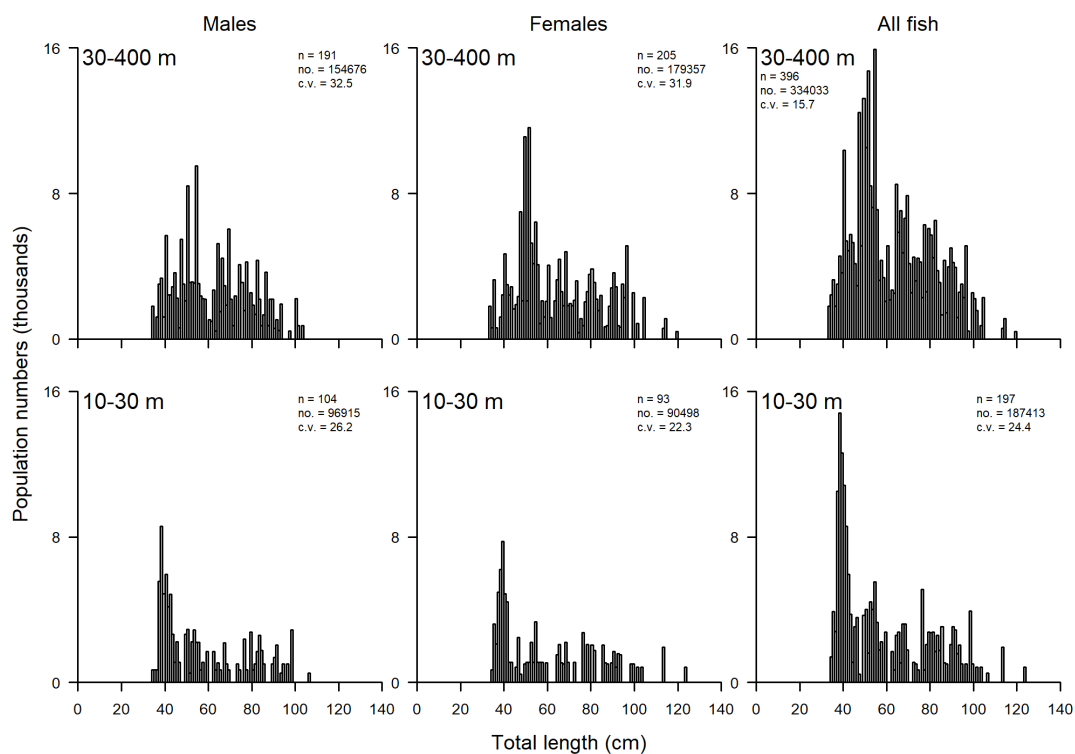 Males Females All fish
16 30-400 m n = 191 no. = 154676 c.v. = 32.5
8
0
16 30-400 m n = 205 no. = 179357 c.v. = 31.9
8
0
16 30-400 m n = 396 no. = 334033 c.v. = 15.7
8
0
16 10-30 m n = 104 no. = 96915 c.v. = 26.2
8
0
16 10-30 m n = 93 no. = 90498 c.v. = 22.3
8
0
16 10-30 m n = 197 no. = 187413 c.v. = 24.4
8
0
0 20 40 60 80 100 120 140
0 20 40 60 80 100 120 140
0 20 40 60 80 100 120 140
Population numbers (thousands)
Total length (cm)